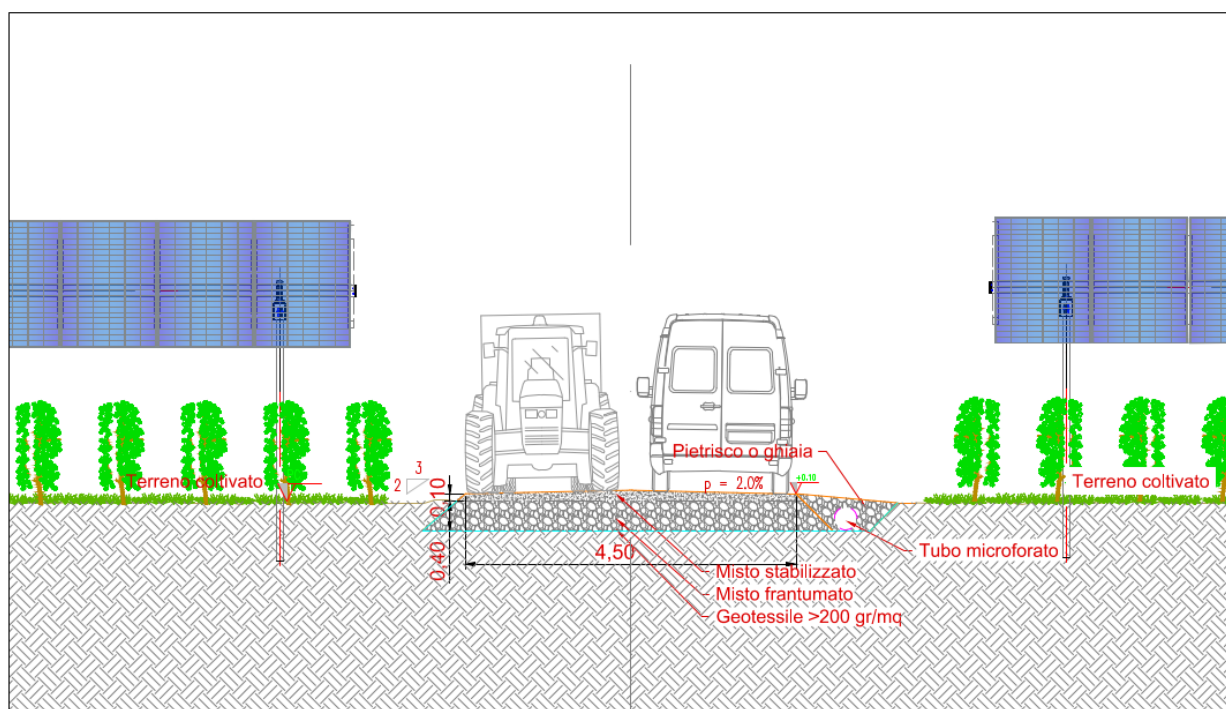 Pietrisco o ghiaia
3
2
Terreno coltivato
0,10
p = 2.0%
+0.10
Terreno coltivato
0,40
4,50
Tubo microforato
Misto stabilizzato
Misto frantumato
Geotessile >200 gr/mq